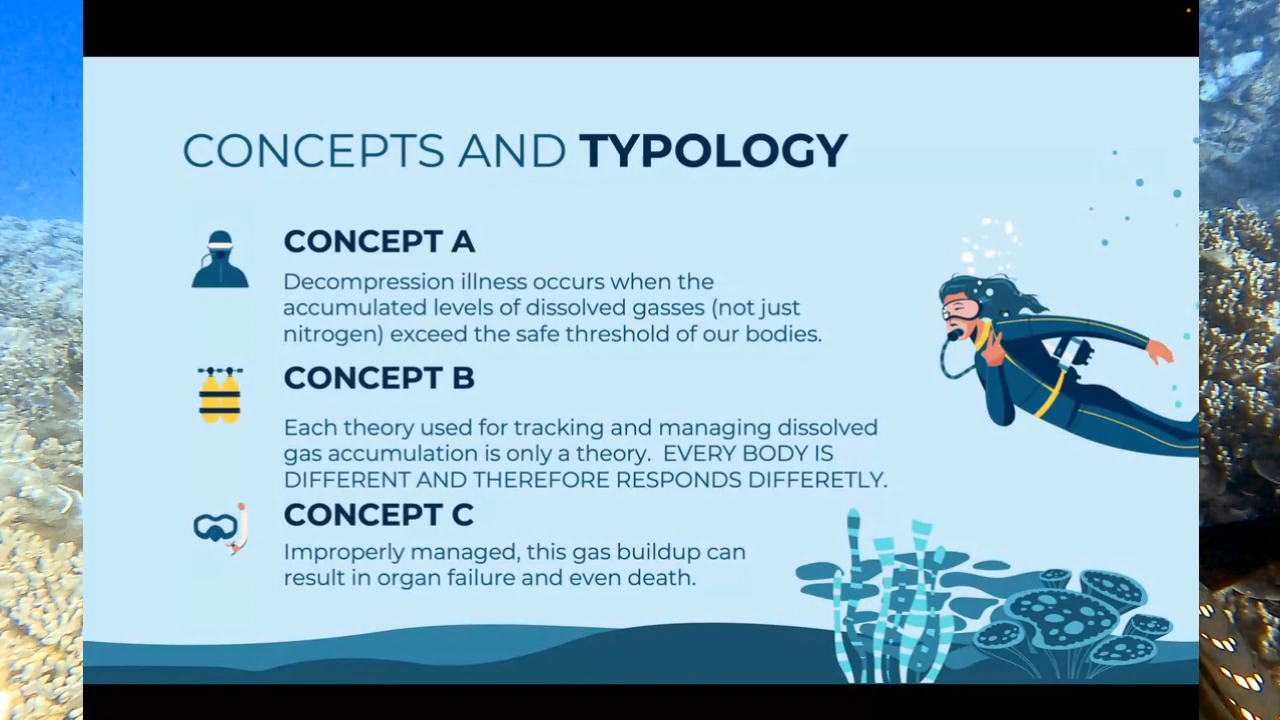 CONCEPTS AND TYPOLOGY
CONCEPT A
Decompression illness occurs when the
accumulated levels of dissolved gasses (not just
nitrogen) exceed the safe threshold of our bodies.
CONCEPT B
Each theory used for tracking and managing dissolved
gas accumulation is only a theory.  EVERY BODY IS
DIFFERENT AND THEREFORE RESPONDS DIFFERETLY.
CONCEPT C
Improperly managed, this gas buildup can
result in organ failure and even death.